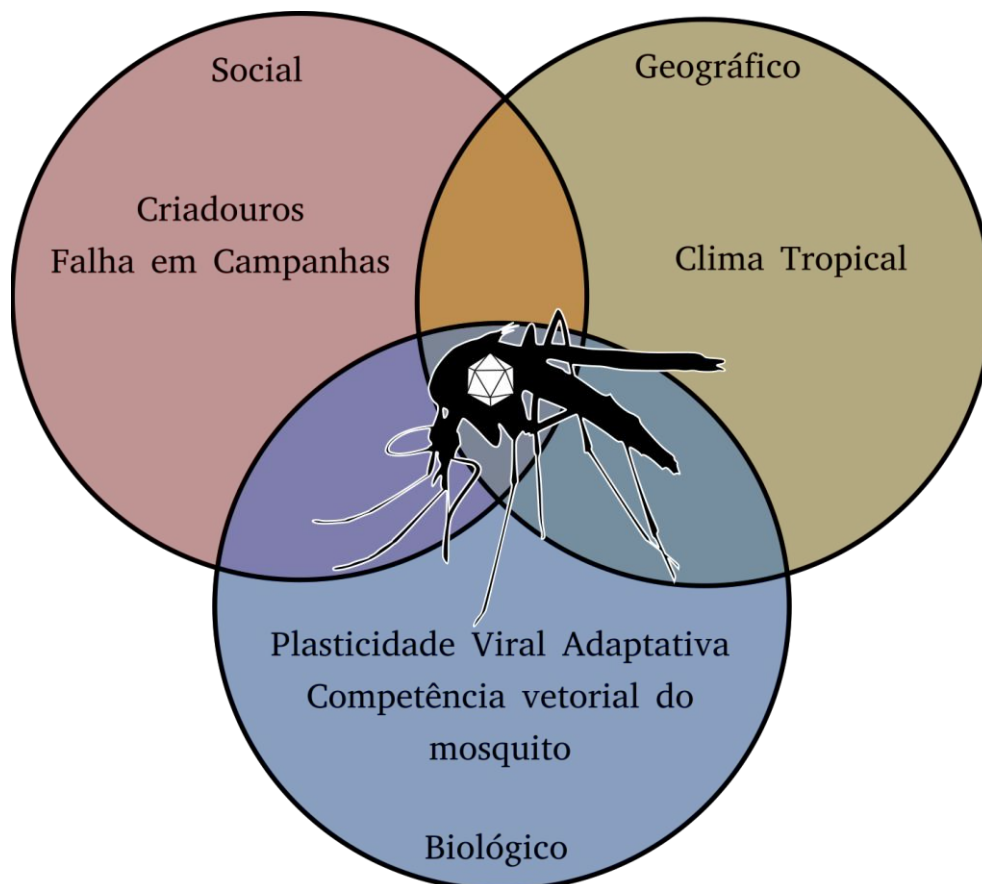 Social
Geográfico
Criadouros
Falha em Campanhas
Clima Tropical
Plasticidade Viral Adaptativa
Competência vetorial do
mosquito
Biológico